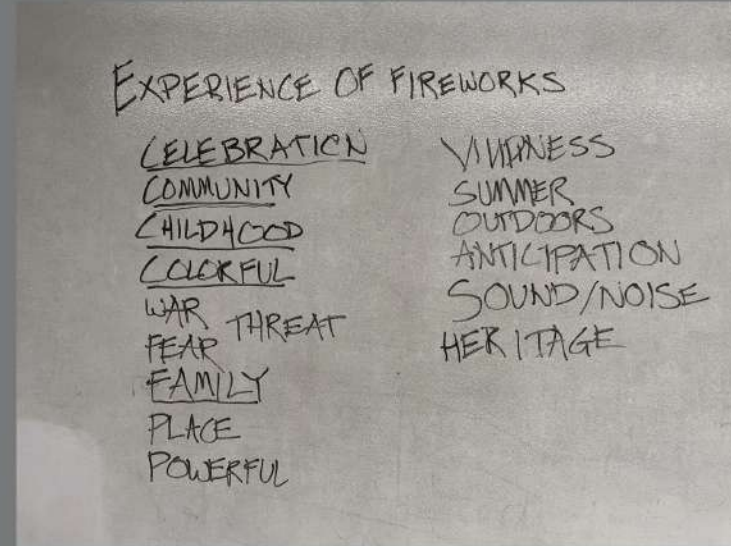 EXPERIENCE OF FIREWORKS
CELEBRATION
COMMUNITY
CHILDHOOD
COLORFUL
WAR
THREAT
FEAR
FAMILY
PLACE
POWERFUL
SUMMER
OUTDOORS
ANTICIPATION
SOUND/NOISE
HERITAGE